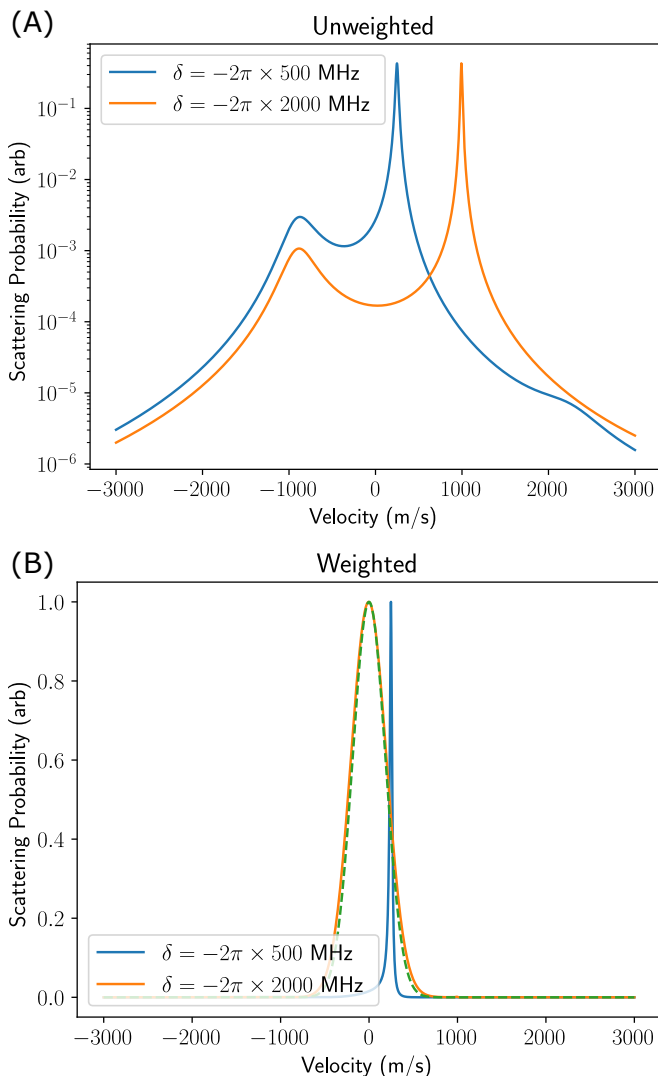 (A)
Unweighted
δ = −2π × 500 MHz
δ = −2π × 2000 MHz
Scattering Probability (arb)
10⁻¹
10⁻²
10⁻³
10⁻⁴
10⁻⁵
10⁻⁶
−3000 −2000 −1000 0 1000 2000 3000
Velocity (m/s)
(B)
Weighted
Scattering Probability (arb)
1.0
0.8
0.6
0.4
0.2
0.0
δ = −2π × 500 MHz
δ = −2π × 2000 MHz
−3000 −2000 −1000 0 1000 2000 3000
Velocity (m/s)